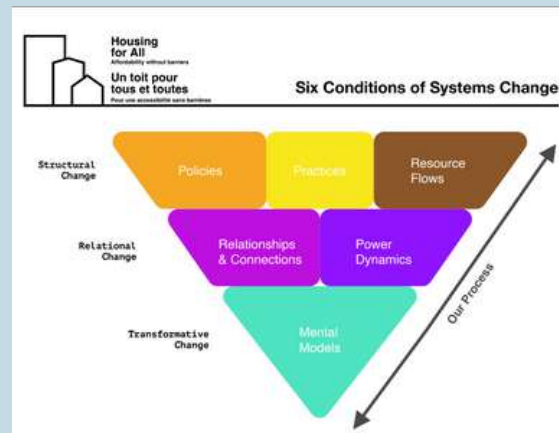 Housing
for All
Affordability without barriers
Un toit pour
tous et toutes
Pour une accessibilité sans barrières
Six Conditions of Systems Change
Structural
Change
Policies
Practices
Resource
Flows
Relational
Change
Relationships
& Connections
Power
Dynamics
Transformative
Change
Mental
Models
Our Process